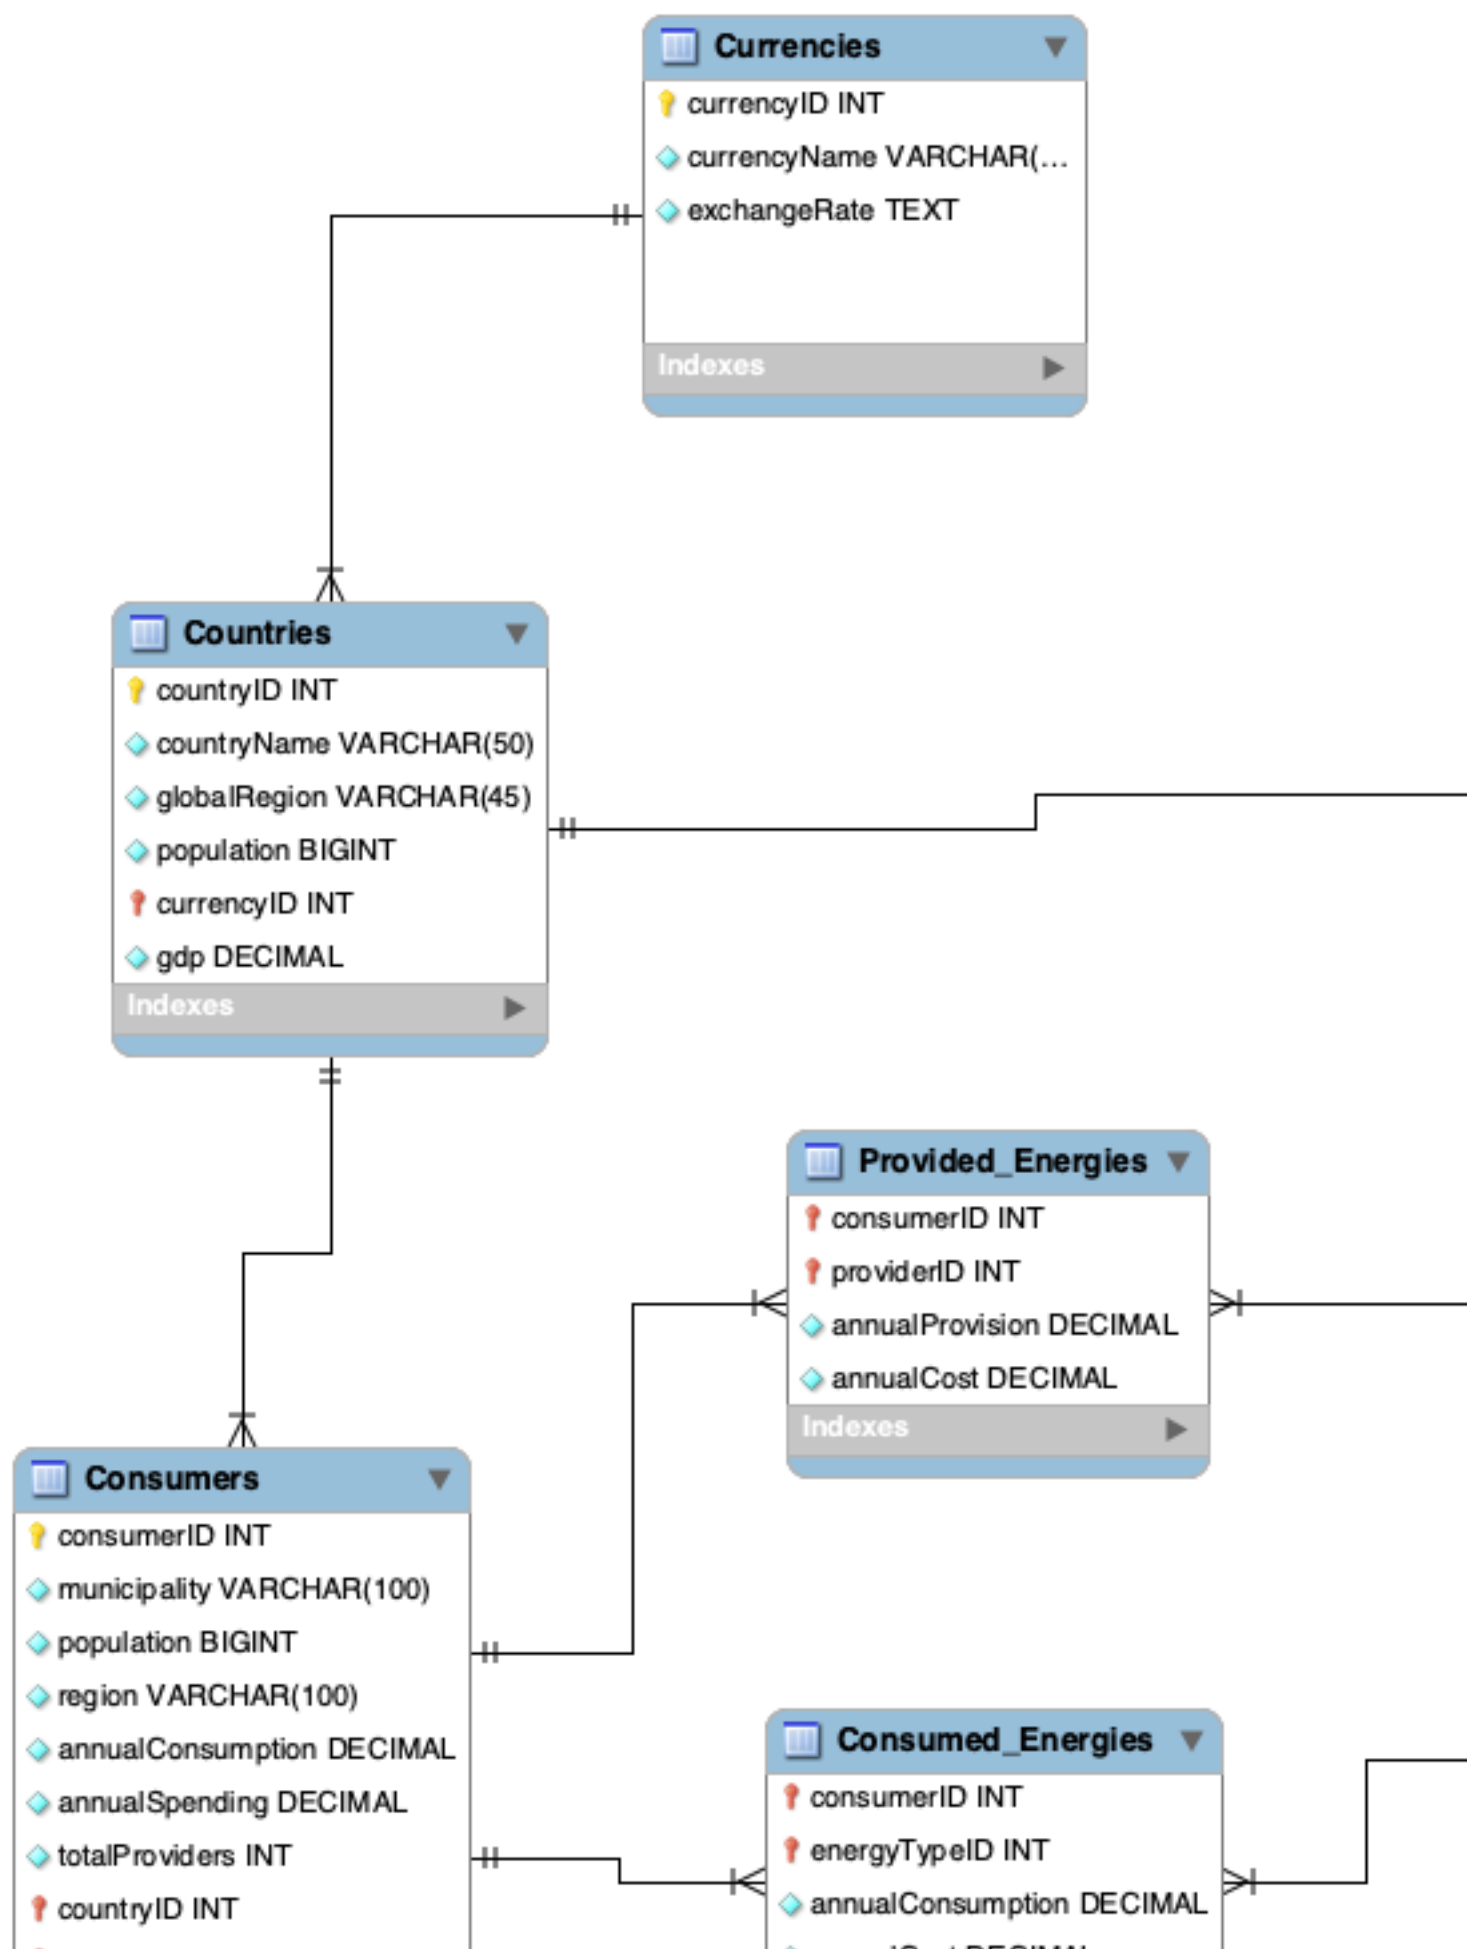 Currencies
currencyID INT
currencyName VARCHAR(...
exchangeRate TEXT
Indexes
Countries
countryID INT
countryName VARCHAR(50)
globalRegion VARCHAR(45)
population BIGINT
currencyID INT
gdp DECIMAL
Indexes
Provided_Energies
consumerID INT
providerID INT
annualProvision DECIMAL
annualCost DECIMAL
Indexes
Consumers
consumerID INT
municipality VARCHAR(100)
population BIGINT
region VARCHAR(100)
annualConsumption DECIMAL
annualSpending DECIMAL
totalProviders INT
countryID INT
Consumed_Energies
consumerID INT
energyTypeID INT
annualConsumption DECIMAL